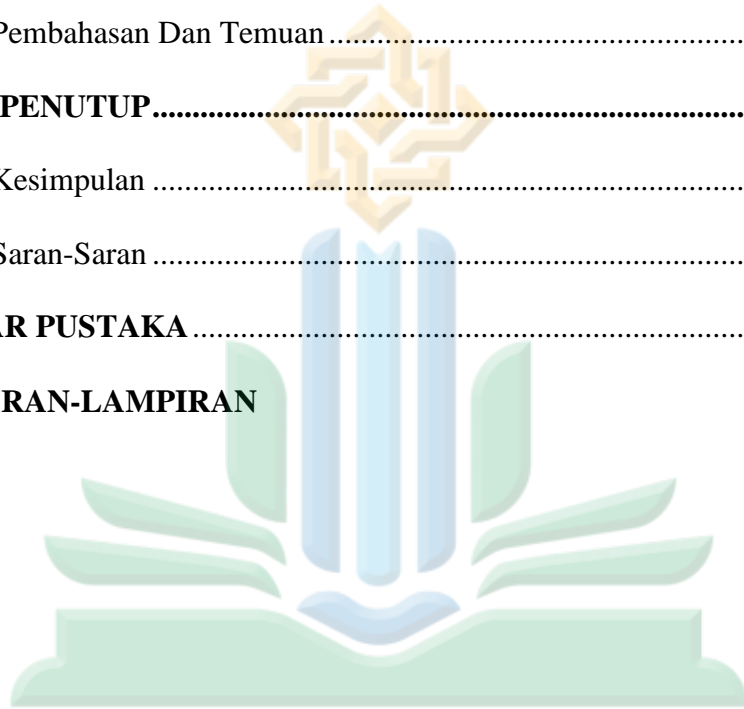 Pembahasan Dan Temuan ................................................................
PENUTUP................................................................................
Kesimpulan ................................................................................
Saran-Saran ................................................................................
AR PUSTAKA ................................................................................
RAN-LAMPIRAN